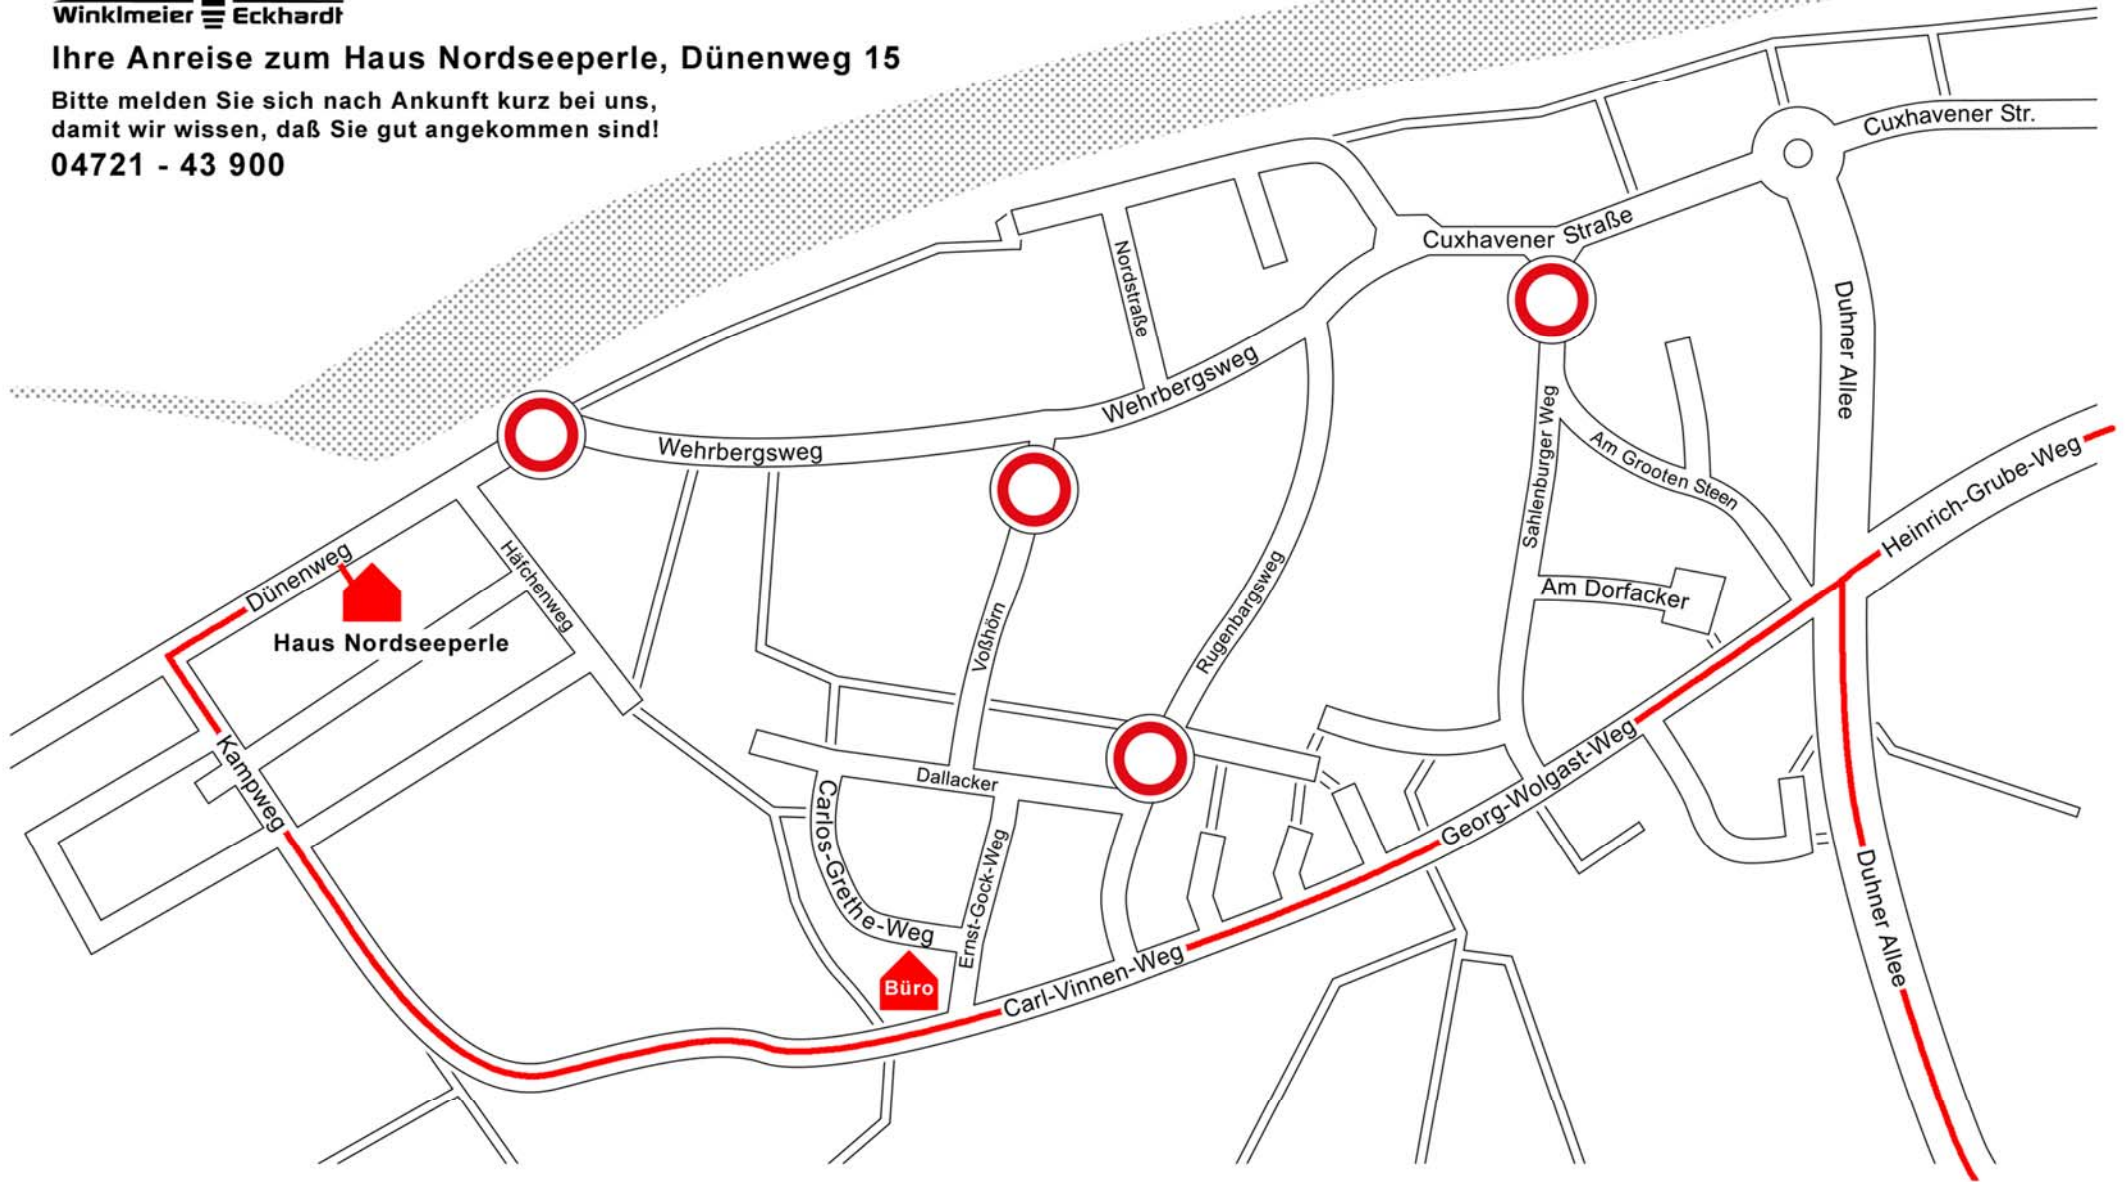 Winklmeier Eckhardt
Ihre Anreise zum Haus Nordseeperle, Dünenweg 15
Bitte melden Sie sich nach Ankunft kurz bei uns,
damit wir wissen, daß Sie gut angekommen sind!
04721 - 43 900
Cuxhavener Str.
Cuxhavener Straße
Nordstraße
Duhner Allee
Wehrbergsweg
Wehrbergsweg
Sahlenburger Weg
Am Grooten Steen
Heinrich-Grube-Weg
Dünenweg
Häfchenweg
Haus Nordseeperle
Voßhörn
Rugenbargsweg
Am Dorfacker
Kampweg
Dallacker
Georg-Wolgast-Weg
Carlos-Grethe-Weg
Ernst-Gock-Weg
Duhner Allee
Büro
Carl-Vinnen-Weg